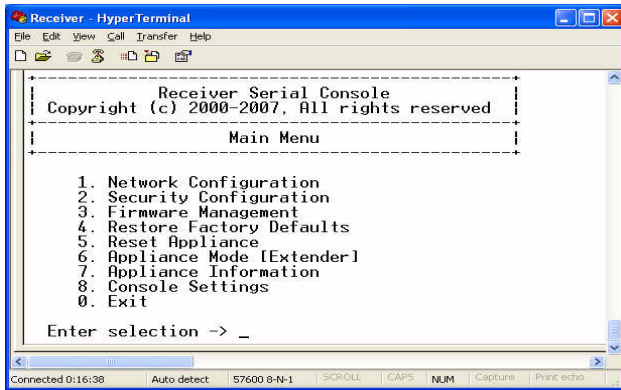 Receiver - HyperTerminal
File Edit View Call Transfer Help
Receiver Serial Console
Copyright (c) 2000-2007, All rights reserved
Main Menu
1. Network Configuration
2. Security Configuration
3. Firmware Management
4. Restore Factory Defaults
5. Reset Appliance
6. Appliance Mode [Extender]
7. Appliance Information
8. Console Settings
0. Exit
Enter selection -> _
Connected 0:16:38 Auto detect 57600 8-N-1 SCROLL CAPS NUM Capture Print echo